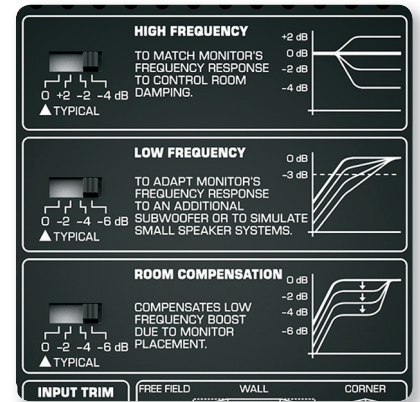 HIGH FREQUENCY
TO MATCH MONITOR'S
FREQUENCY RESPONSE
TO CONTROL ROOM
DAMPING.
0 +2 -2 -4 dB
TYPICAL
+2 dB
0 dB
-2 dB
-4 dB
LOW FREQUENCY
TO ADAPT MONITOR'S
FREQUENCY RESPONSE
TO AN ADDITIONAL
SUBWOOFER OR TO SIMULATE
SMALL SPEAKER SYSTEMS.
0 -2 -4 -6 dB
TYPICAL
0 dB
-3 dB
ROOM COMPENSATION
COMPENSATES LOW
FREQUENCY BOOST
DUE TO MONITOR
PLACEMENT.
0 -2 -4 -6 dB
TYPICAL
0 dB
-2 dB
-4 dB
-6 dB
INPUT TRIM
FREE FIELD WALL CORNER